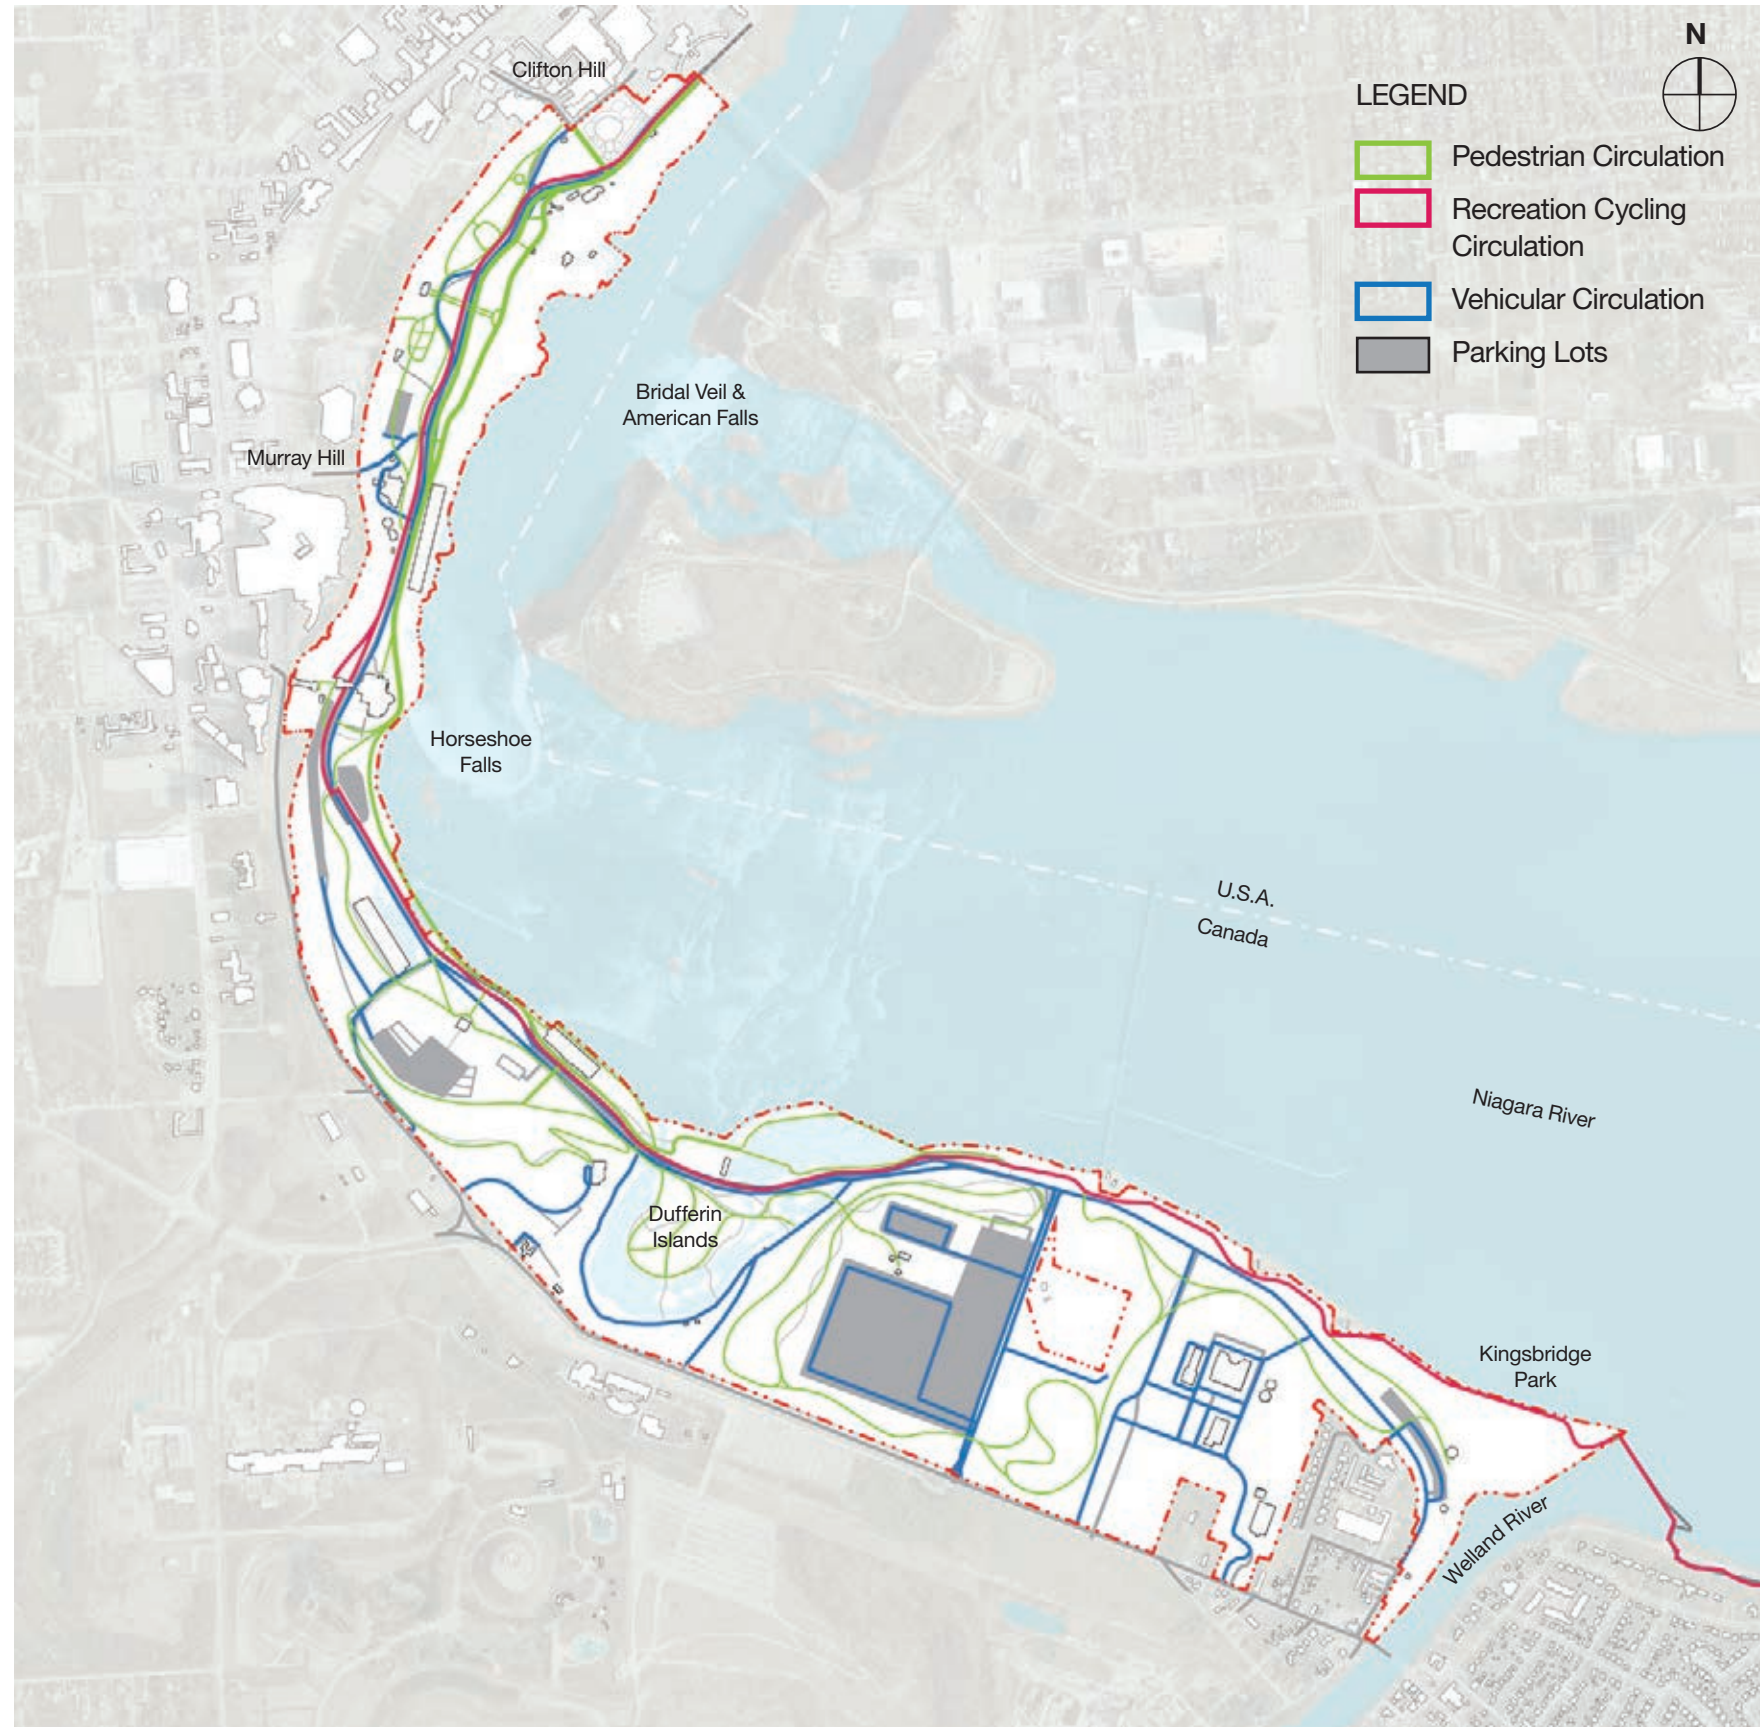 Clifton Hill
N
LEGEND
Pedestrian Circulation
Recreation Cycling
Circulation
Vehicular Circulation
Parking Lots
Bridal Veil &
American Falls
Murray Hill
Horseshoe
Falls
U.S.A.
Canada
Niagara River
Dufferin
Islands
Kingsbridge
Park
Welland River